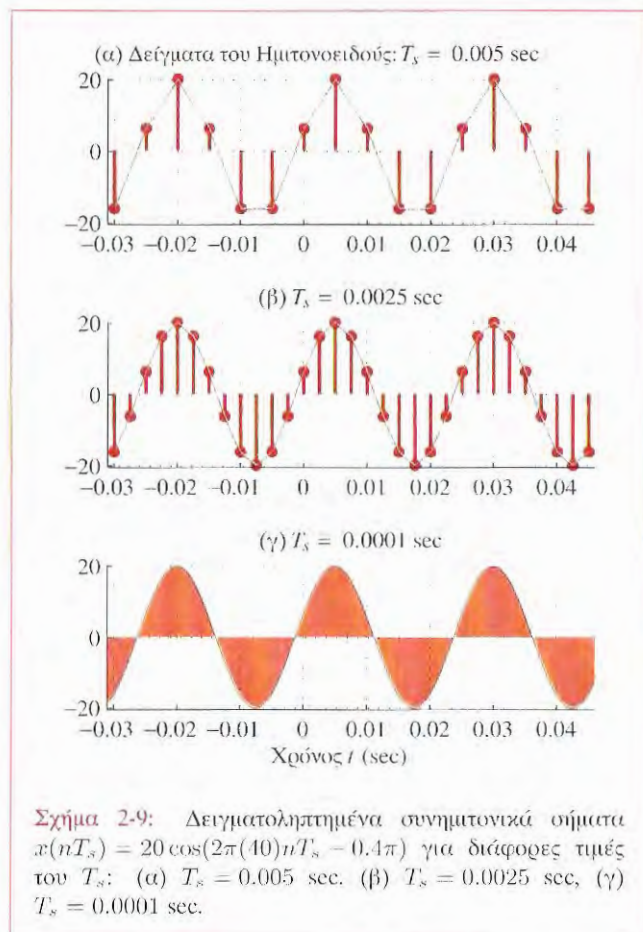 (α) Δείγματα του Ημιτονοειδούς: T_s = 0.005 sec
20
0
−20
−0.03 −0.02 −0.01 0 0.01 0.02 0.03 0.04
(β) T_s = 0.0025 sec
20
0
−20
−0.03 −0.02 −0.01 0 0.01 0.02 0.03 0.04
(γ) T_s = 0.0001 sec
20
0
−20
−0.03 −0.02 −0.01 0 0.01 0.02 0.03 0.04
Χρόνος t (sec)
Σχήμα 2-9: Δειγματοληπτημένα συνημιτονικά σήματα
x(nT_s) = 20 cos(2π(40)nT_s − 0.4π) για διάφορες τιμές
του T_s: (α) T_s = 0.005 sec. (β) T_s = 0.0025 sec, (γ)
T_s = 0.0001 sec.